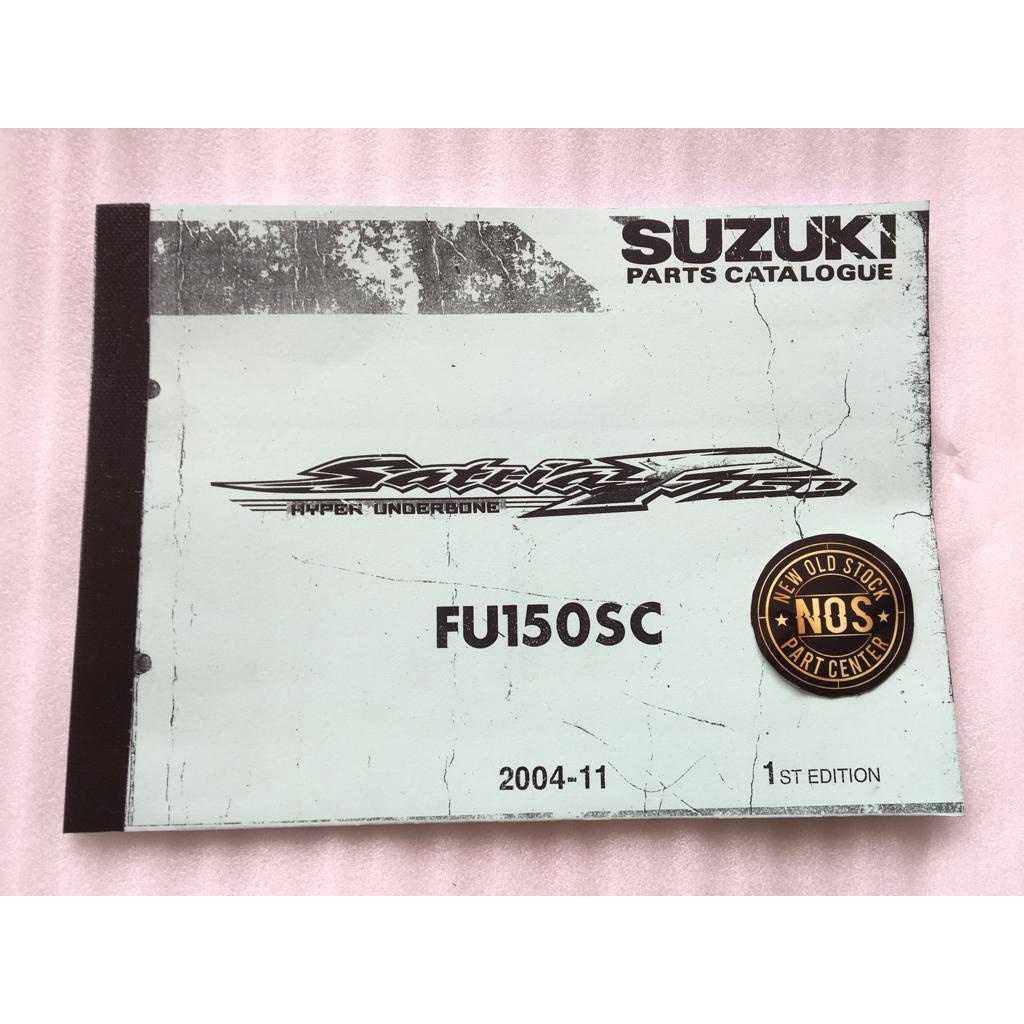 SUZUKI
PARTS CATALOGUE
Satria F150
HYPER UNDERBONE
FU150SC
NEW OLD STOCK
NOS
PART CENTER
2004-11
1ST EDITION